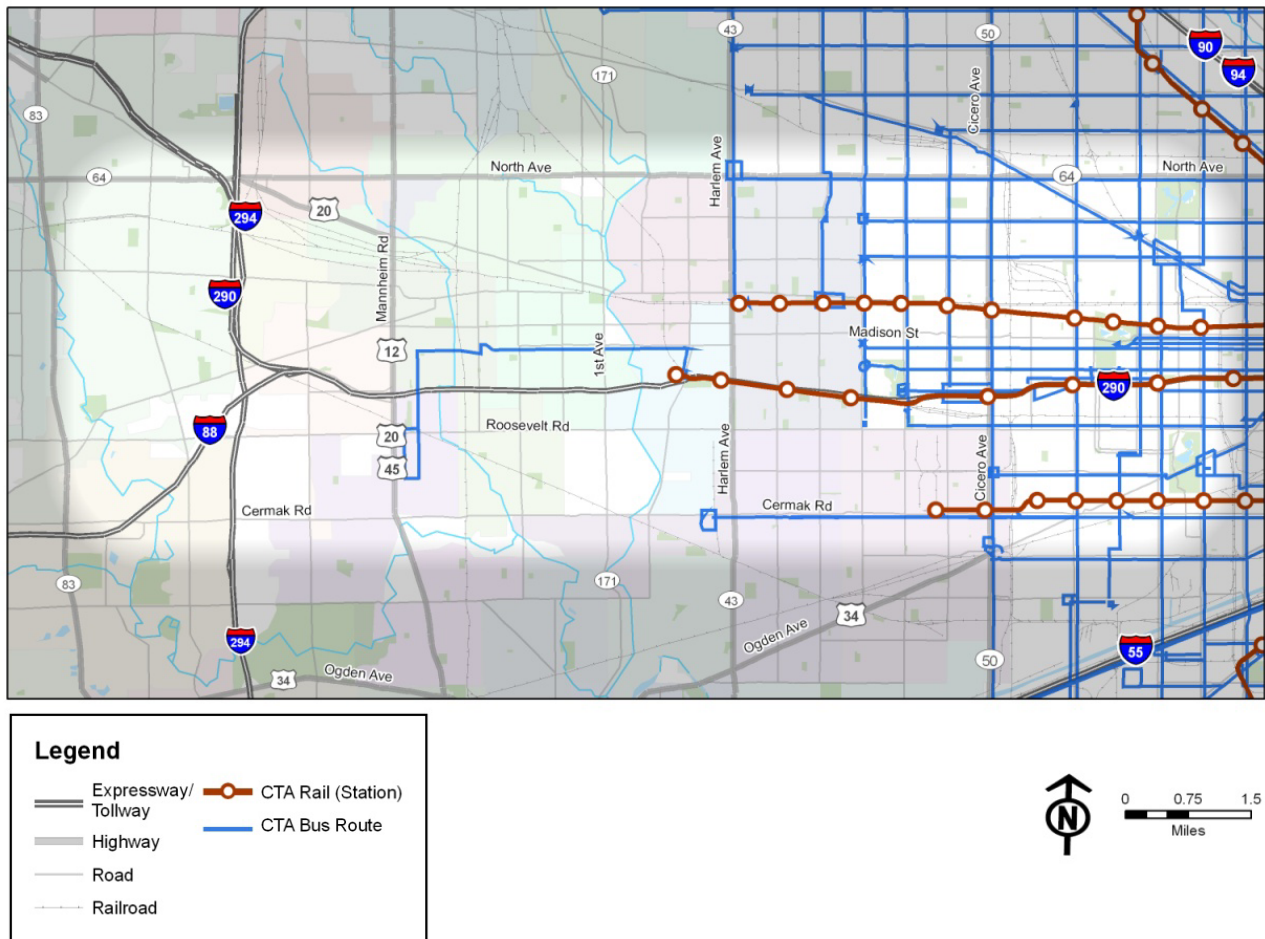 90
43
50
94
171
83
Cicero Ave
Harlem Ave
North Ave
North Ave
64
64
20
294
Mannheim Rd
290
Madison St
12
1st Ave
290
88
20
Roosevelt Rd
45
Harlem Ave
Cicero Ave
Cermak Rd
Cermak Rd
83
171
43
34
294
Ogden Ave
55
50
34
Ogden Ave
Legend
Expressway/
Tollway
CTA Rail (Station)
Highway
CTA Bus Route
Road
Railroad
N
0 0.75 1.5
Miles